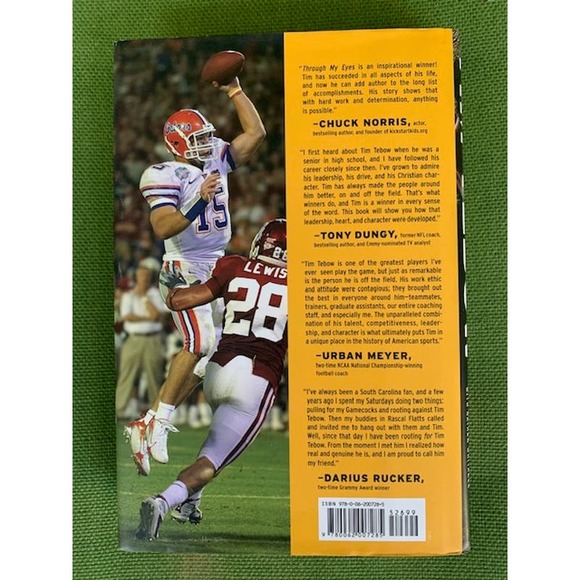 "Through My Eyes is an inspirational winner!
Tim has succeeded in all aspects of his life,
and now he can add author to the long list
of accomplishments. His story shows that
with hard work and determination, anything
is possible."
–CHUCK NORRIS, actor,
bestselling author, and founder of kickstartkids.org
"I first heard about Tim Tebow when he was a
senior in high school, and I have followed his
career closely since then. I've grown to admire
his leadership, his drive, and his Christian char-
acter. Tim has always made the people around
him better, on and off the field. That's what
winners do, and Tim is a winner in every sense
of the word. This book will show you how that
leadership, heart, and character were developed."
–TONY DUNGY, former NFL coach,
bestselling author, and Emmy-nominated TV analyst
"Tim Tebow is one of the greatest players I've
ever seen play the game, but just as remarkable
is the person he is off the field. His work ethic
and attitude were contagious; they brought out
the best in everyone around him—teammates,
trainers, graduate assistants, our entire coaching
staff, and especially me. The unparalleled combi-
nation of his talent, competitiveness, leader-
ship, and character is what ultimately puts Tim in
a unique place in the history of American sports."
–URBAN MEYER,
two-time NCAA National Championship-winning
football coach
"I've always been a South Carolina fan, and a few
years ago I spent my Saturdays doing two things:
pulling for my Gamecocks and rooting against Tim
Tebow. Then my buddies in Rascal Flatts called
and invited me to hang out with them and Tim.
Well, since that day I have been rooting for Tim
Tebow. From the moment I met him I realized how
real and genuine he is, and I am proud to call him
my friend."
–DARIUS RUCKER,
two-time Grammy Award winner
ISBN 978-0-06-200728-5
52699
9 780062 007285
Gators
15
LEWIS
28
28